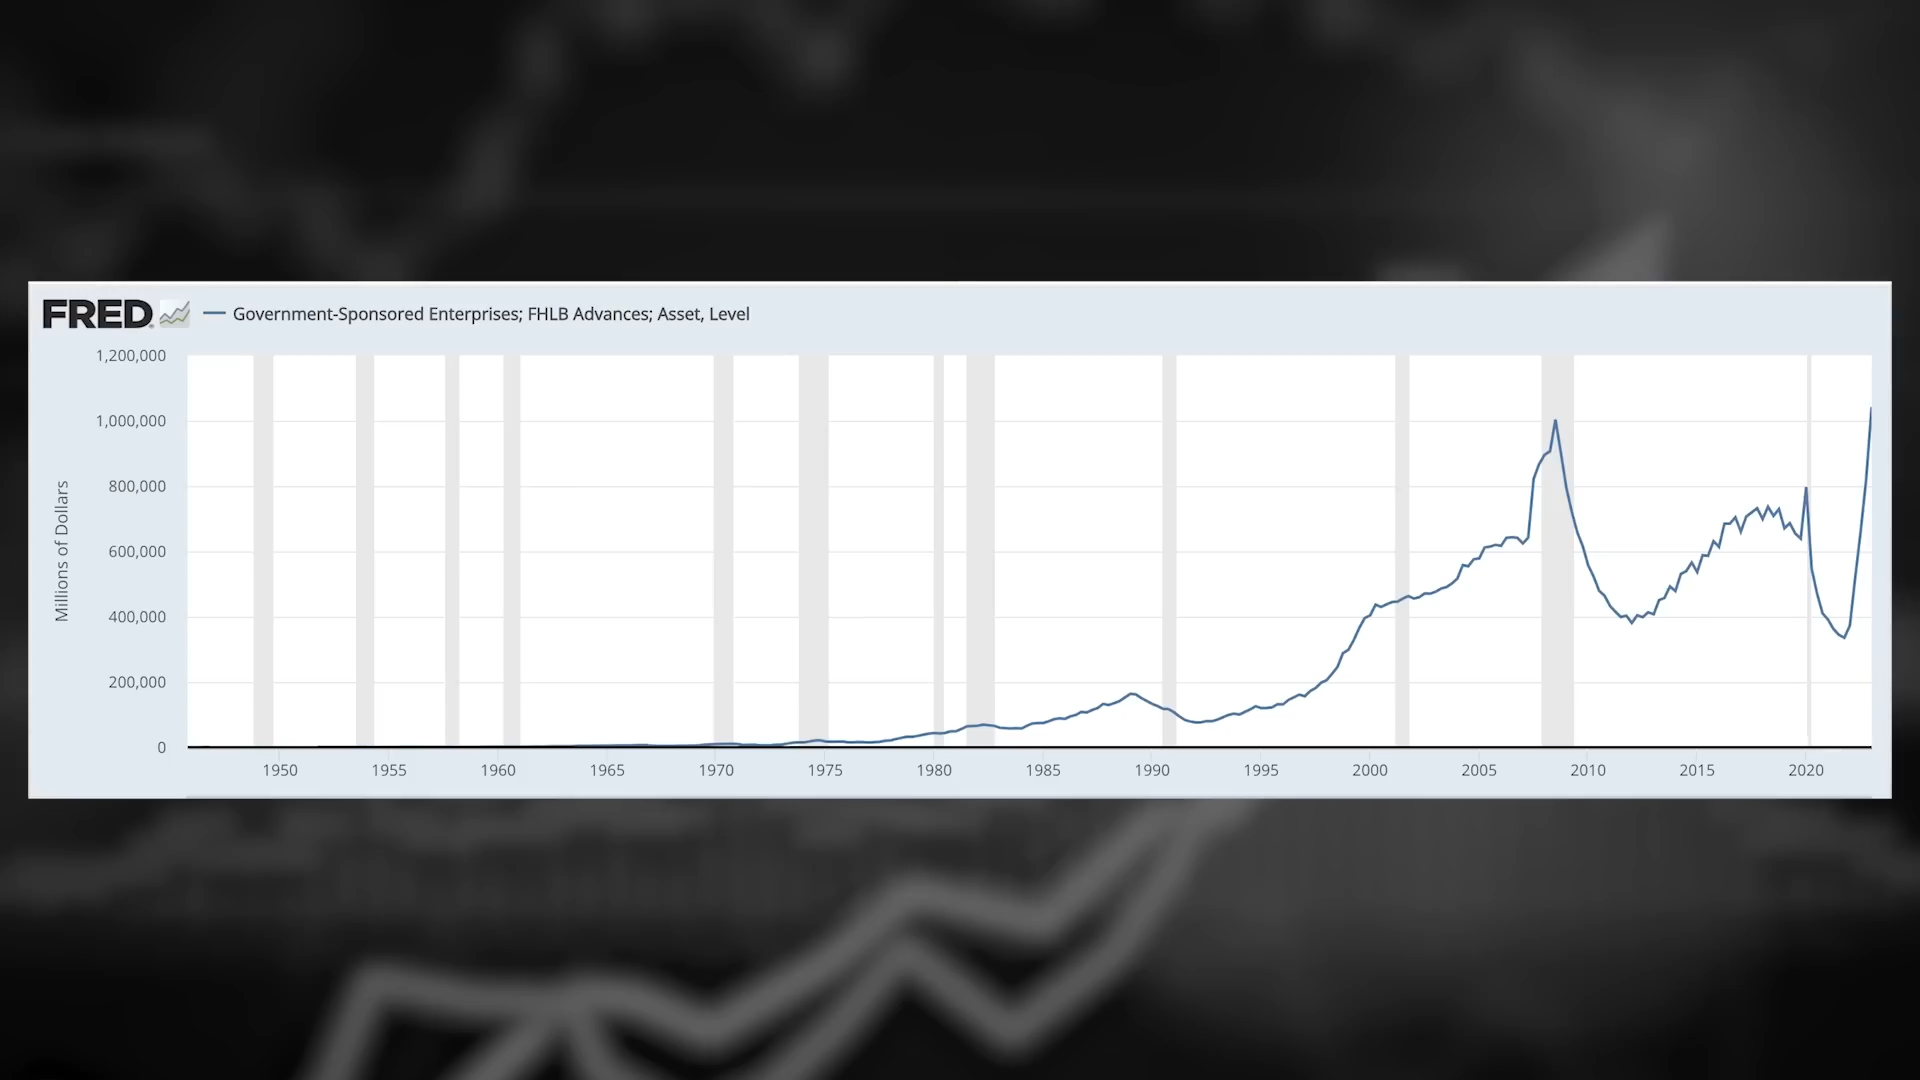 FRED
Government-Sponsored Enterprises; FHLB Advances; Asset, Level
Millions of Dollars
1,200,000
1,000,000
800,000
600,000
400,000
200,000
0
1950 1955 1960 1965 1970 1975 1980 1985 1990 1995 2000 2005 2010 2015 2020